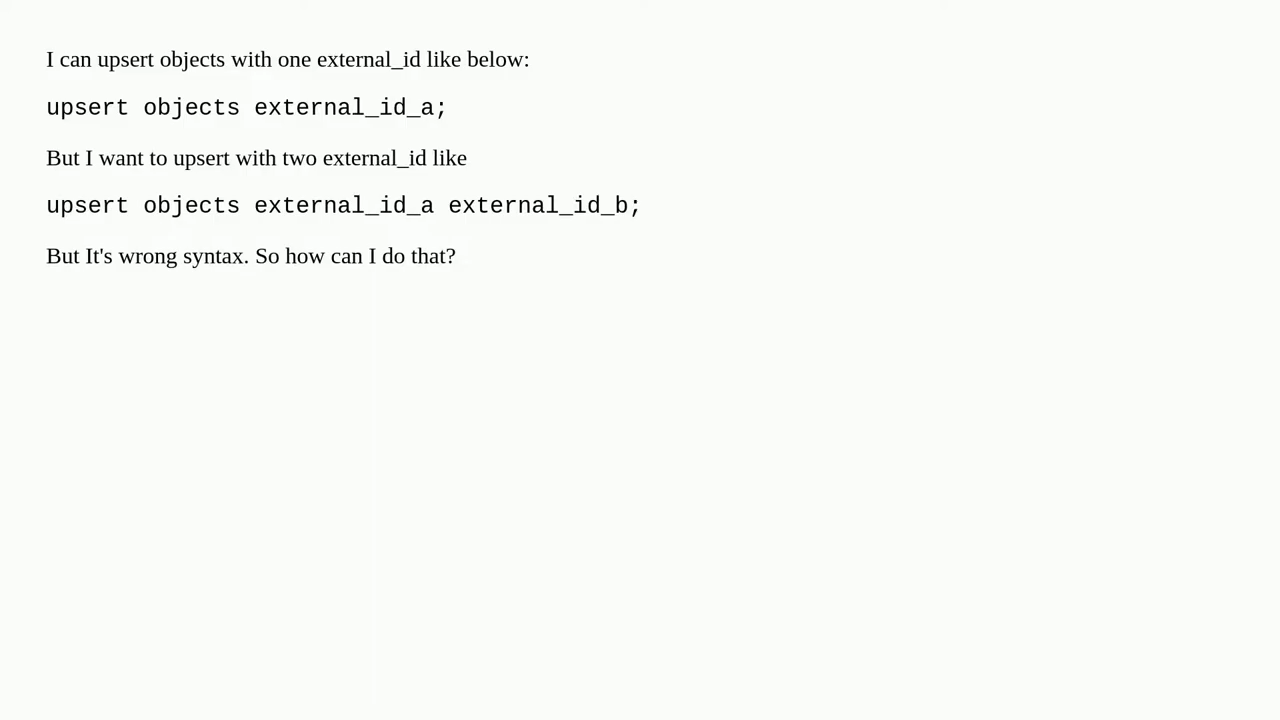 I can upsert objects with one external_id like below:
upsert objects external_id_a;
But I want to upsert with two external_id like
upsert objects external_id_a external_id_b;
But It's wrong syntax. So how can I do that?